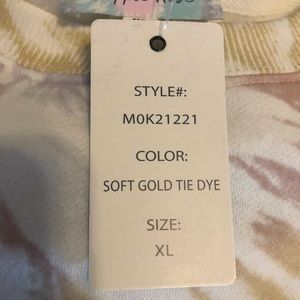 STYLE#:
M0K21221
COLOR:
SOFT GOLD TIE DYE
SIZE:
XL